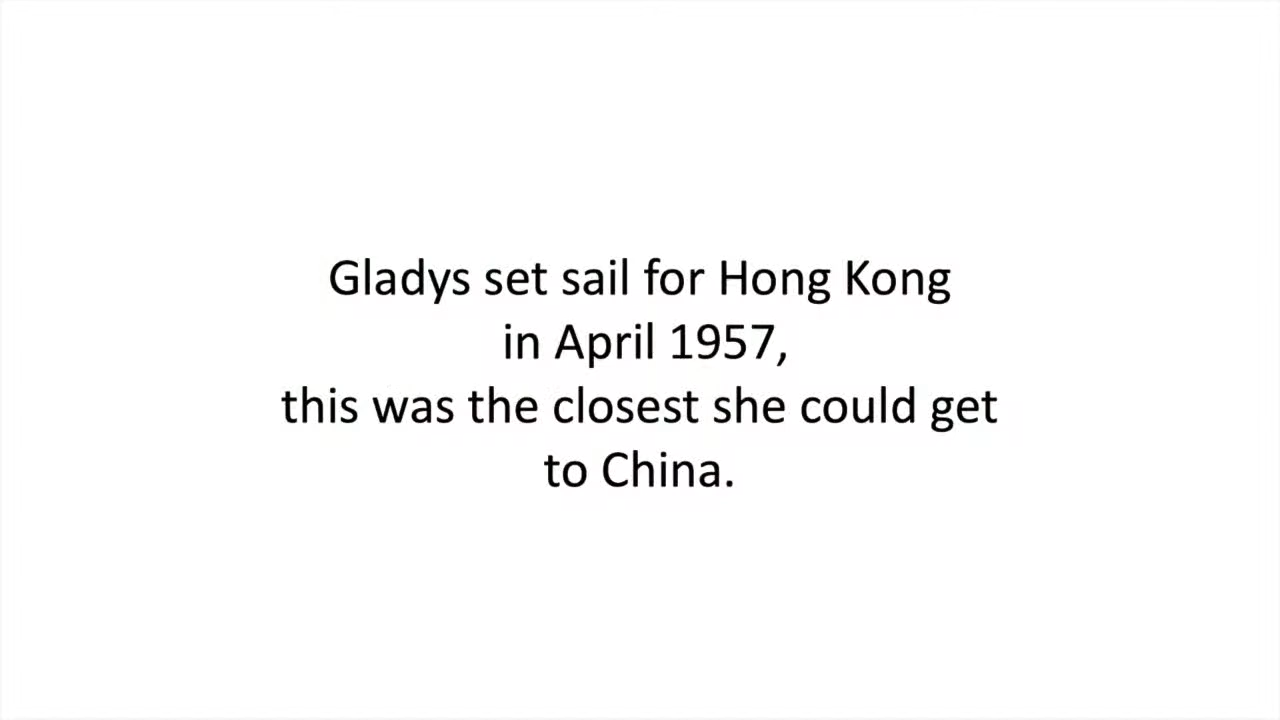 Gladys set sail for Hong Kong
in April 1957,
this was the closest she could get
to China.